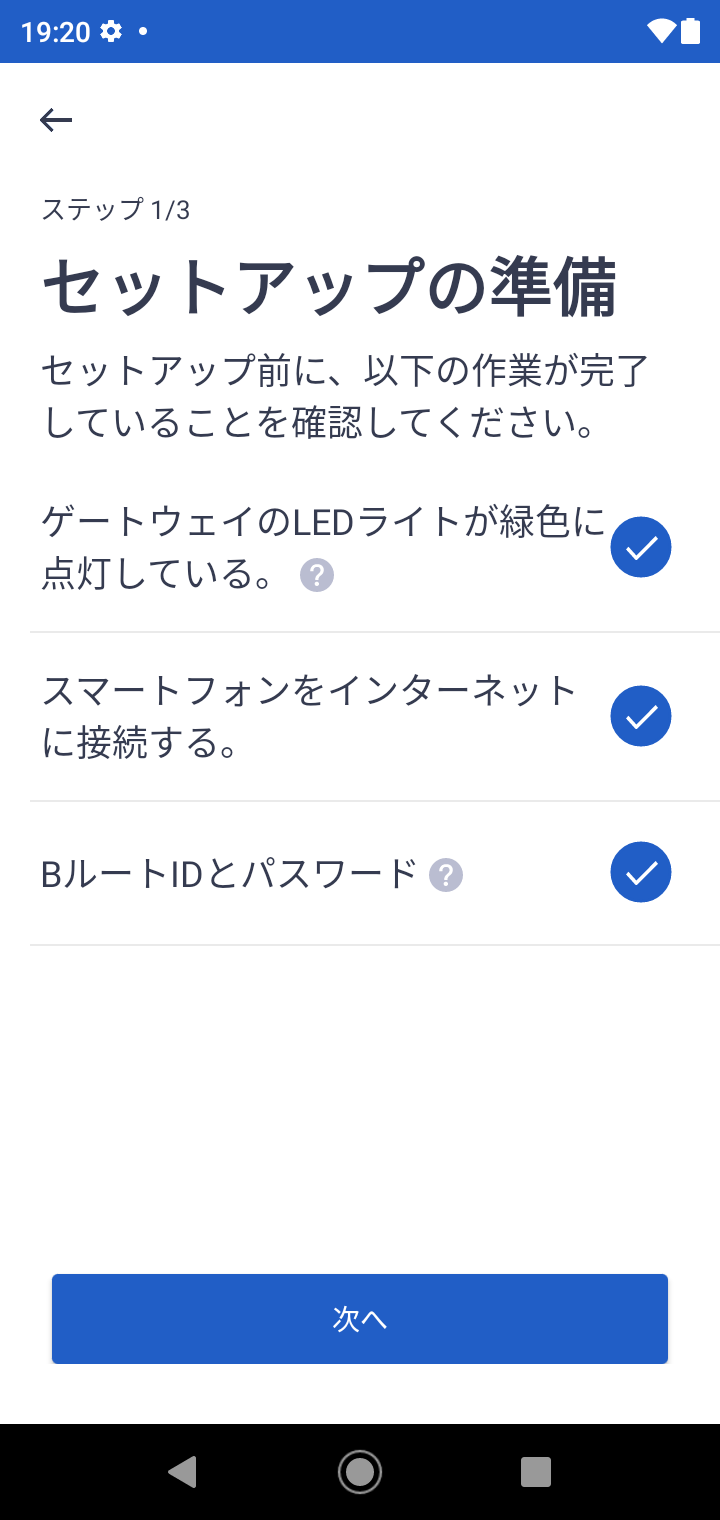 19:20
ステップ 1/3
セットアップの準備
セットアップ前に、以下の作業が完了
していることを確認してください。
ゲートウェイのLEDライトが緑色に
点灯している。 ?
スマートフォンをインターネット
に接続する。
BルートIDとパスワード ?
次へ